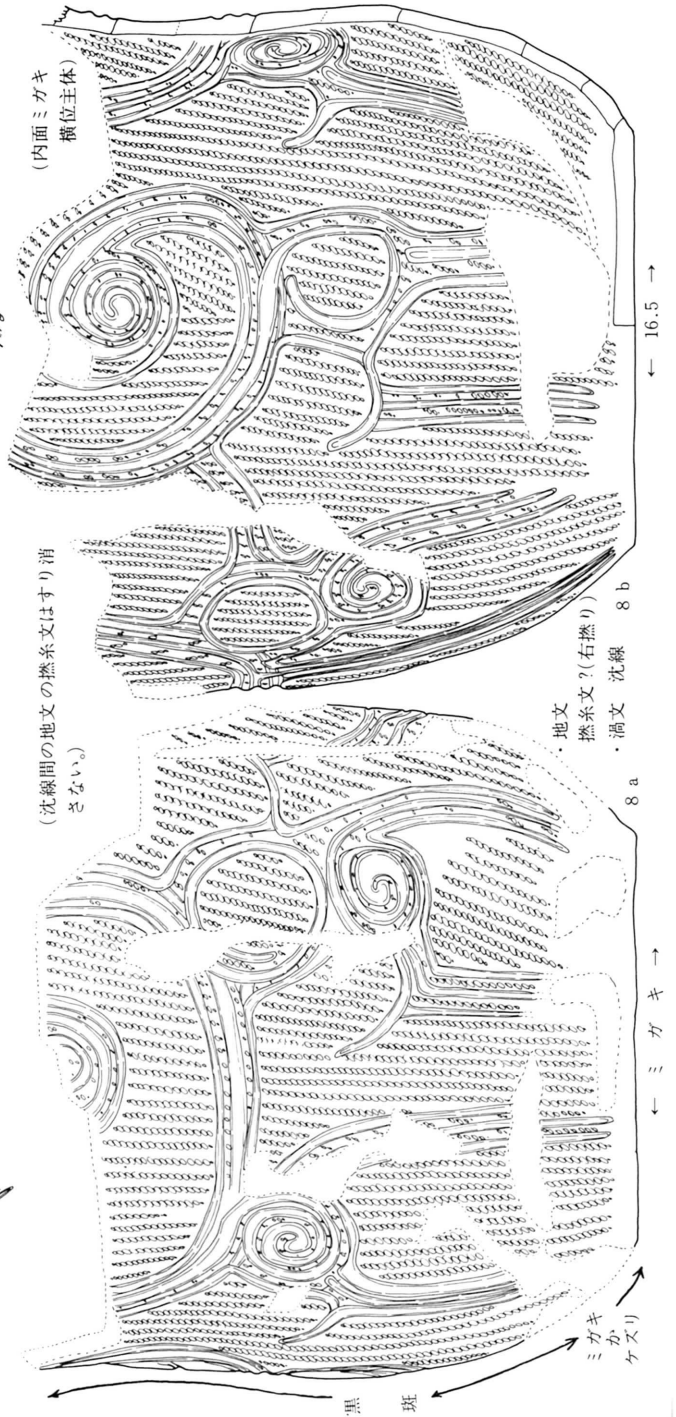 (内面ミガキ
横位主体)
← 16.5 →
(沈線間の地文の撚糸文はすり消
さない。)
・地文
撚糸文?(右撚り)
・渦文 沈線
8 b
8 a
← ミガキ →
ミガキ
か
ケズリ
黒
斑